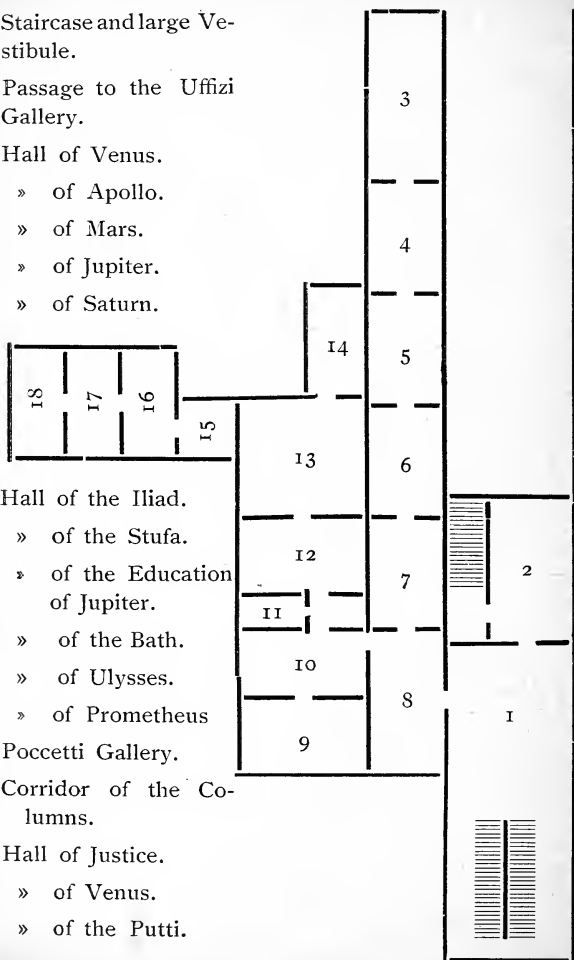 Staircase and large Ve-
stibule.
Passage to the Uffizi
Gallery.
Hall of Venus.
» of Apollo.
» of Mars.
» of Jupiter.
» of Saturn.
Hall of the Iliad.
» of the Stufa.
» of the Education
of Jupiter.
» of the Bath.
» of Ulysses.
» of Prometheus
Poccetti Gallery.
Corridor of the Co-
lumns.
Hall of Justice.
» of Venus.
» of the Putti.
3
4
14
5
18
17
16
15
13
6
12
7
2
11
10
8
1
9